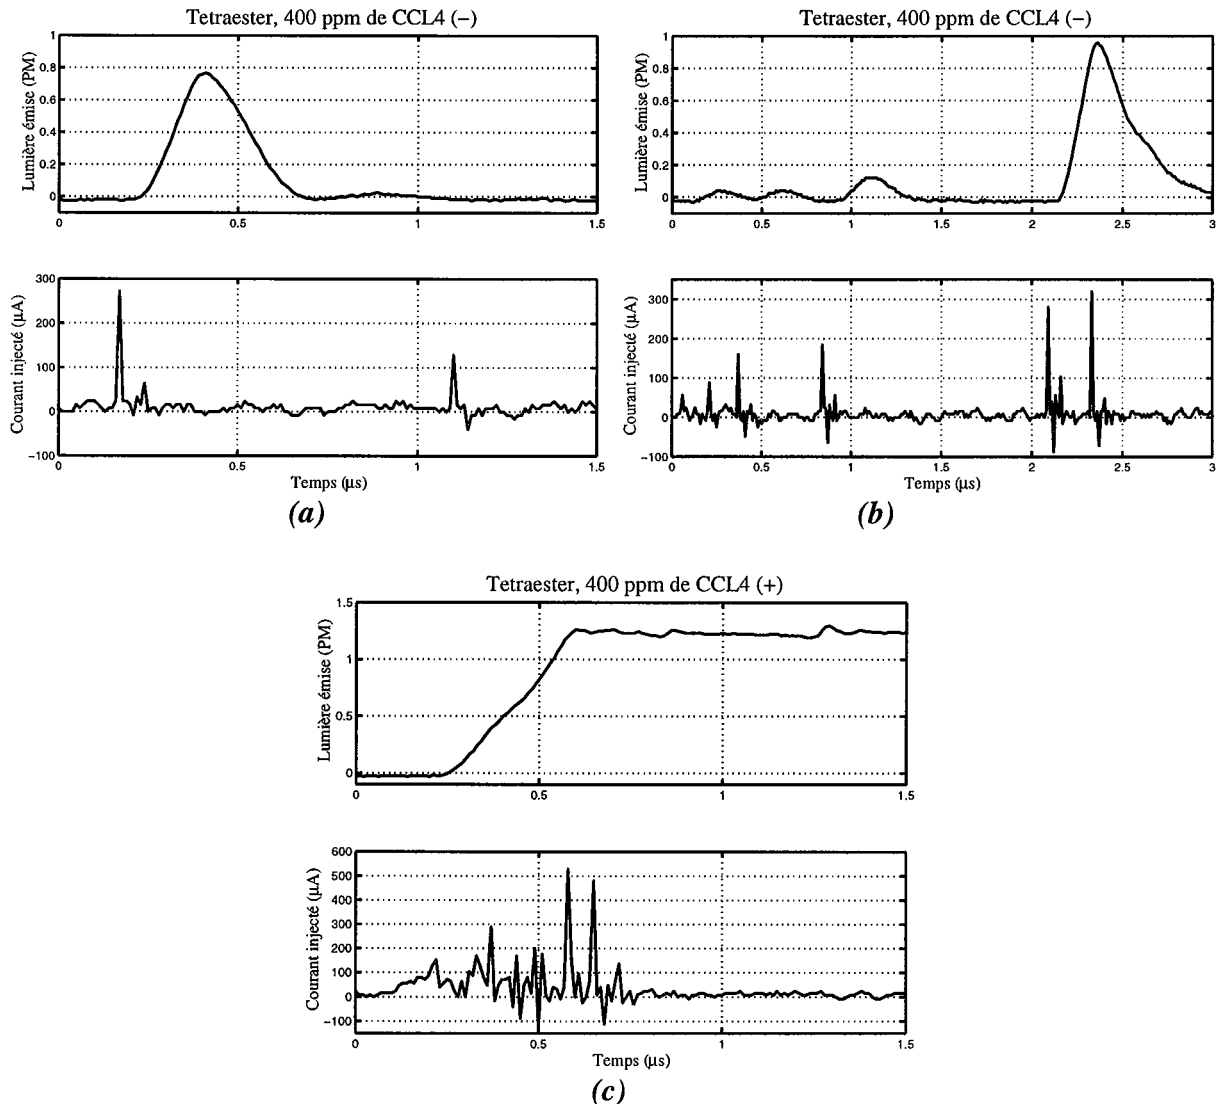 Tetraester, 400 ppm de CCL4 (−)
Lumière émise (PM)
1
0.8
0.6
0.4
0.2
0
0 0.5 1 1.5
Courant injecté (µA)
300
200
100
0
−100
0 0.5 1 1.5
Temps (µs)
(a)
Tetraester, 400 ppm de CCL4 (−)
Lumière émise (PM)
1
0.8
0.6
0.4
0.2
0
0 0.5 1 1.5 2 2.5 3
Courant injecté (µA)
300
200
100
0
−100
0 0.5 1 1.5 2 2.5 3
Temps (µs)
(b)
Tetraester, 400 ppm de CCL4 (+)
Lumière émise (PM)
1.5
1
0.5
0
0 0.5 1 1.5
Courant injecté (µA)
600
500
400
300
200
100
0
−100
0 0.5 1 1.5
Temps (µs)
(c)